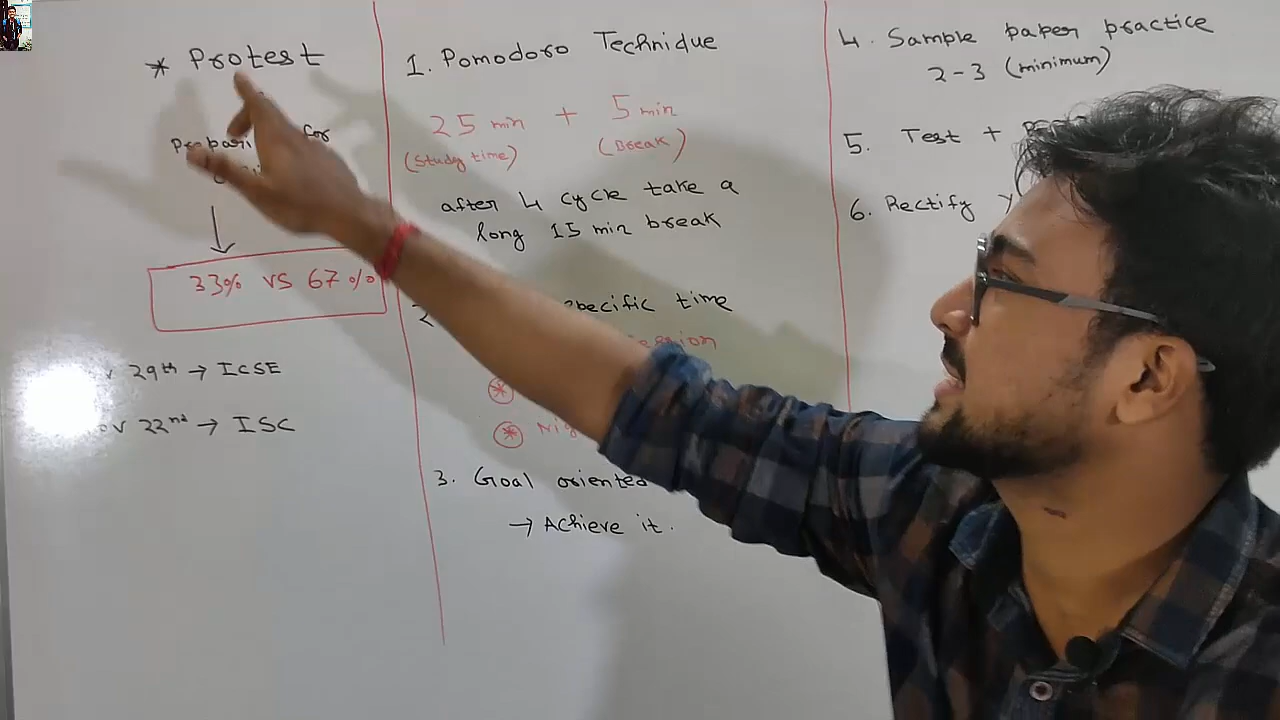 * Protest
for
33% vs 67%
29th → ICSE
22nd → ISC
1. Pomodoro Technique
25 min + 5 min
(Study time) (Break)
after 4 cycle take a
long 15 min break
2. specific time
3. Goal oriented
→ Achieve it.
4. Sample paper practice
2-3 (minimum)
5. Test +
6. Rectify